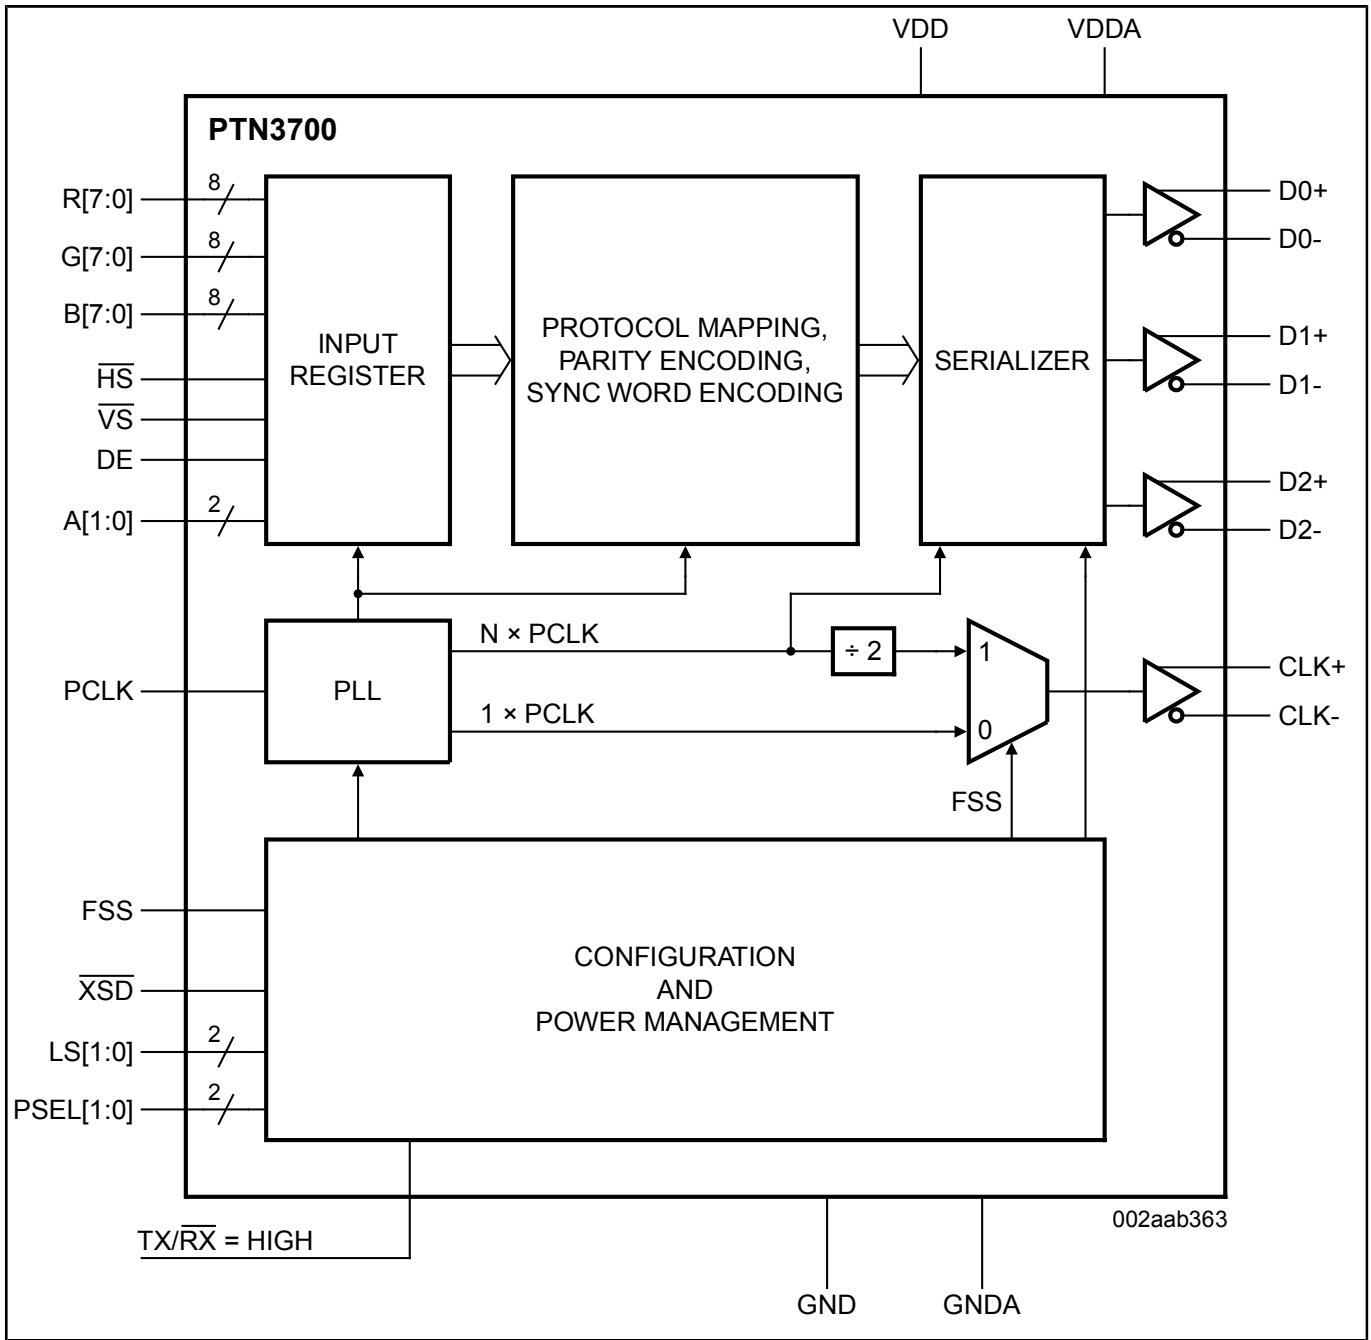 VDD VDDA
PTN3700
R[7:0] 8
G[7:0] 8
B[7:0] 8
HS
VS
DE
A[1:0] 2
INPUT
REGISTER
PROTOCOL MAPPING,
PARITY ENCODING,
SYNC WORD ENCODING
SERIALIZER
D0+
D0-
D1+
D1-
D2+
D2-
PCLK
PLL
N × PCLK
1 × PCLK
÷ 2
1
0
FSS
CLK+
CLK-
FSS
XSD
LS[1:0] 2
PSEL[1:0] 2
CONFIGURATION
AND
POWER MANAGEMENT
TX/RX = HIGH
GND GNDA
002aab363